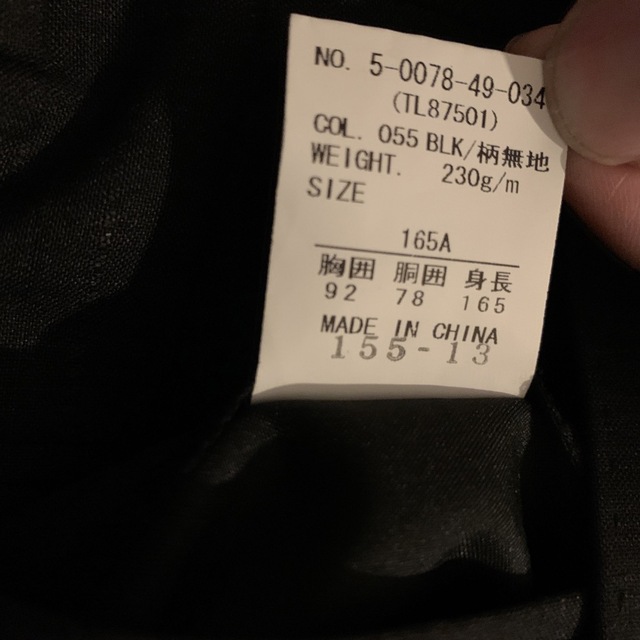 NO. 5-0078-49-034
(TL87501)
COL. 055 BLK/柄無地
WEIGHT. 230g/m
SIZE
165A
胸囲 胴囲 身長
92 78 165
MADE IN CHINA
155-13